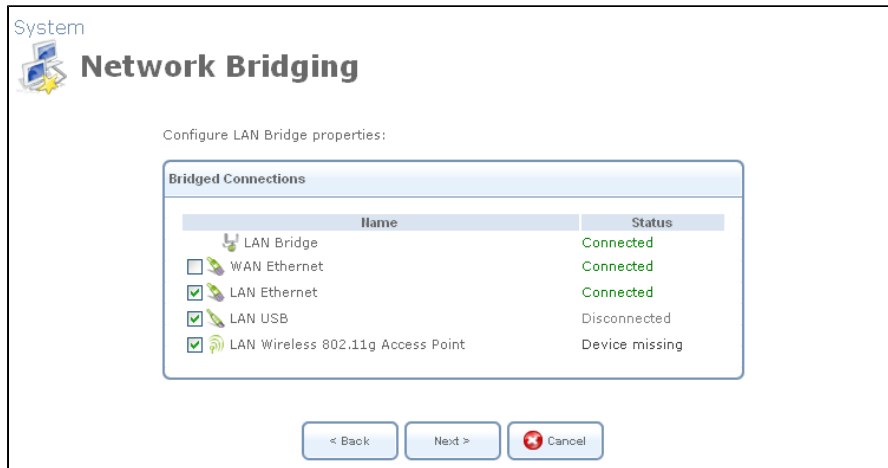 System
Network Bridging
Configure LAN Bridge properties:
Bridged Connections
Name Status
LAN Bridge Connected
WAN Ethernet Connected
LAN Ethernet Connected
LAN USB Disconnected
LAN Wireless 802.11g Access Point Device missing
< Back Next > Cancel